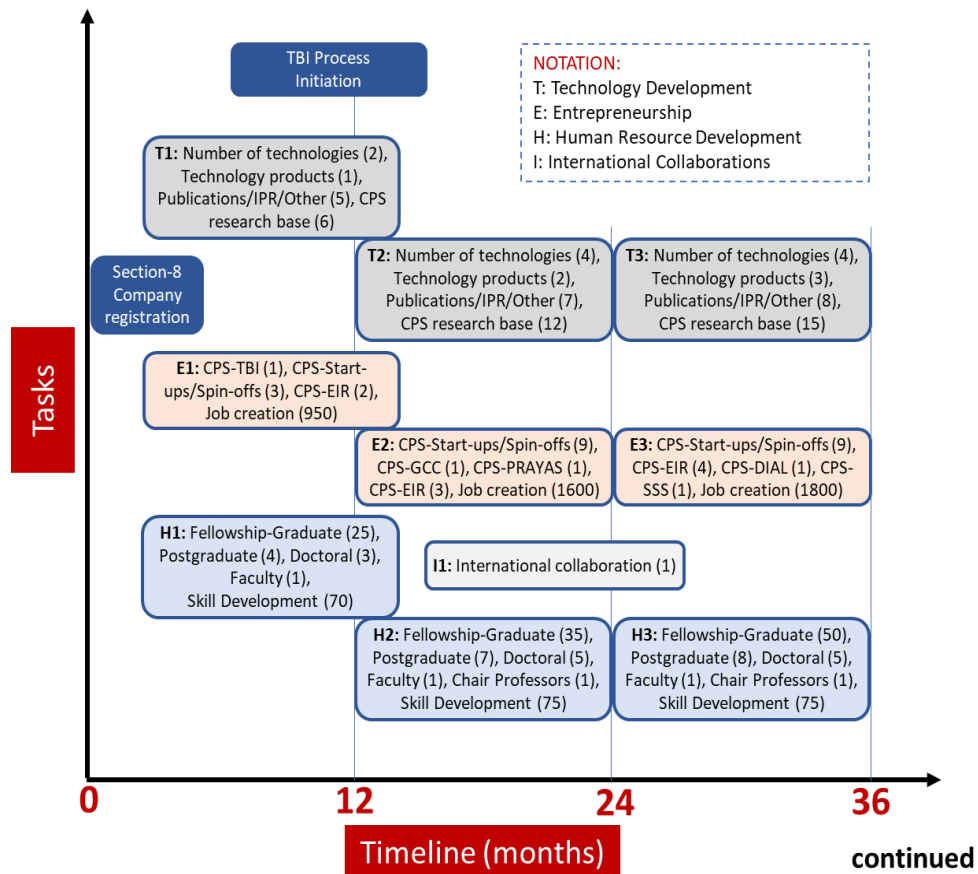 TBI Process
Initiation
NOTATION:
T: Technology Development
E: Entrepreneurship
H: Human Resource Development
I: International Collaborations
T1: Number of technologies (2),
Technology products (1),
Publications/IPR/Other (5), CPS
research base (6)
Section-8
Company
registration
T2: Number of technologies (4),
Technology products (2),
Publications/IPR/Other (7),
CPS research base (12)
T3: Number of technologies (4),
Technology products (3),
Publications/IPR/Other (8),
CPS research base (15)
Tasks
E1: CPS-TBI (1), CPS-Start-
ups/Spin-offs (3), CPS-EIR (2),
Job creation (950)
E2: CPS-Start-ups/Spin-offs (9),
CPS-GCC (1), CPS-PRAYAS (1),
CPS-EIR (3), Job creation (1600)
E3: CPS-Start-ups/Spin-offs (9),
CPS-EIR (4), CPS-DIAL (1), CPS-
SSS (1), Job creation (1800)
H1: Fellowship-Graduate (25),
Postgraduate (4), Doctoral (3),
Faculty (1),
Skill Development (70)
I1: International collaboration (1)
H2: Fellowship-Graduate (35),
Postgraduate (7), Doctoral (5),
Faculty (1), Chair Professors (1),
Skill Development (75)
H3: Fellowship-Graduate (50),
Postgraduate (8), Doctoral (5),
Faculty (1), Chair Professors (1),
Skill Development (75)
0 12 24 36
Timeline (months)
continued